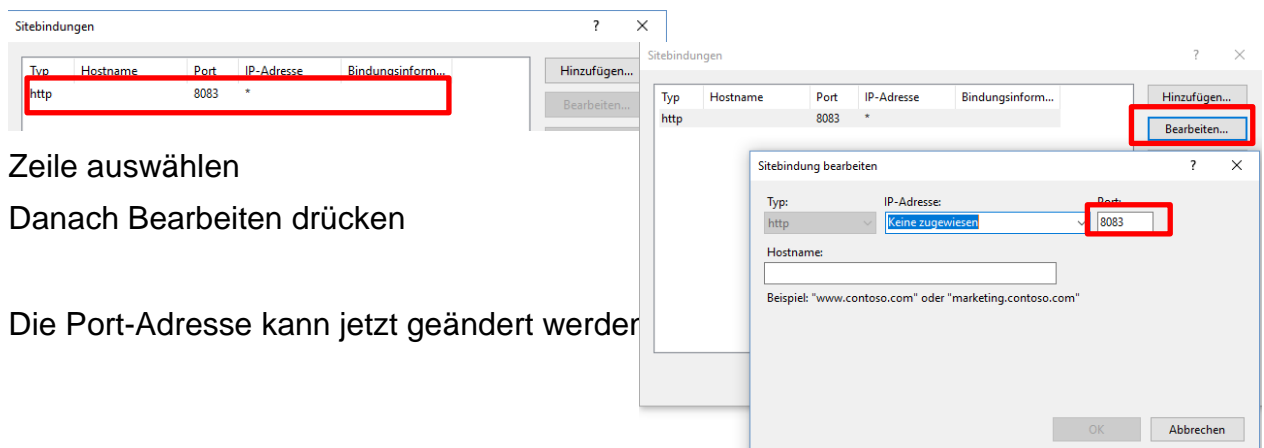 Sitebindungen ? ×
Typ Hostname Port IP-Adresse Bindungsinform...
http 8083 *
Hinzufügen...
Bearbeiten...
Zeile auswählen
Danach Bearbeiten drücken
Die Port-Adresse kann jetzt geändert werden
Sitebindungen ? ×
Typ Hostname Port IP-Adresse Bindungsinform...
http 8083 *
Hinzufügen...
Bearbeiten...
Sitebindung bearbeiten ? ×
Typ: IP-Adresse: Port:
http Keine zugewiesen 8083
Hostname:
Beispiel: "www.contoso.com" oder "marketing.contoso.com"
OK Abbrechen